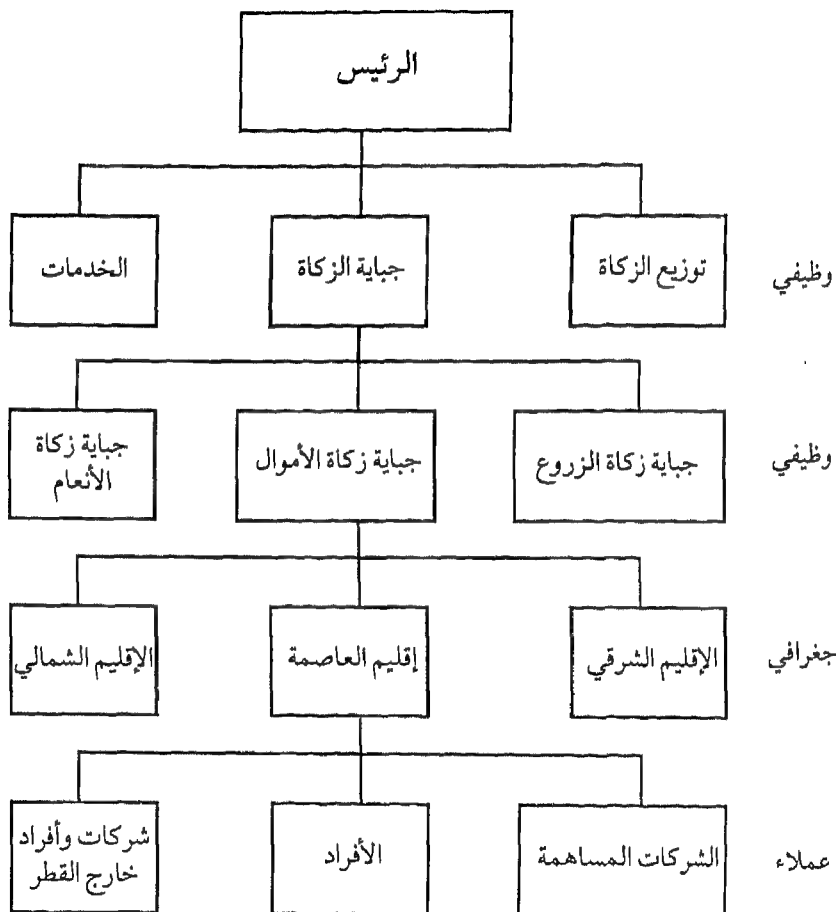 الرئيس
وظيفي
توزيع الزكاة
جباية الزكاة
الخدمات
وظيفي
جباية زكاة الزروع
جباية زكاة الأموال
جباية زكاة
الأنعام
جغرافي
الإقليم الشرقي
إقليم العاصمة
الإقليم الشمالي
عملاء
الشركات المساهمة
الأفراد
شركات وأفراد
خارج القطر